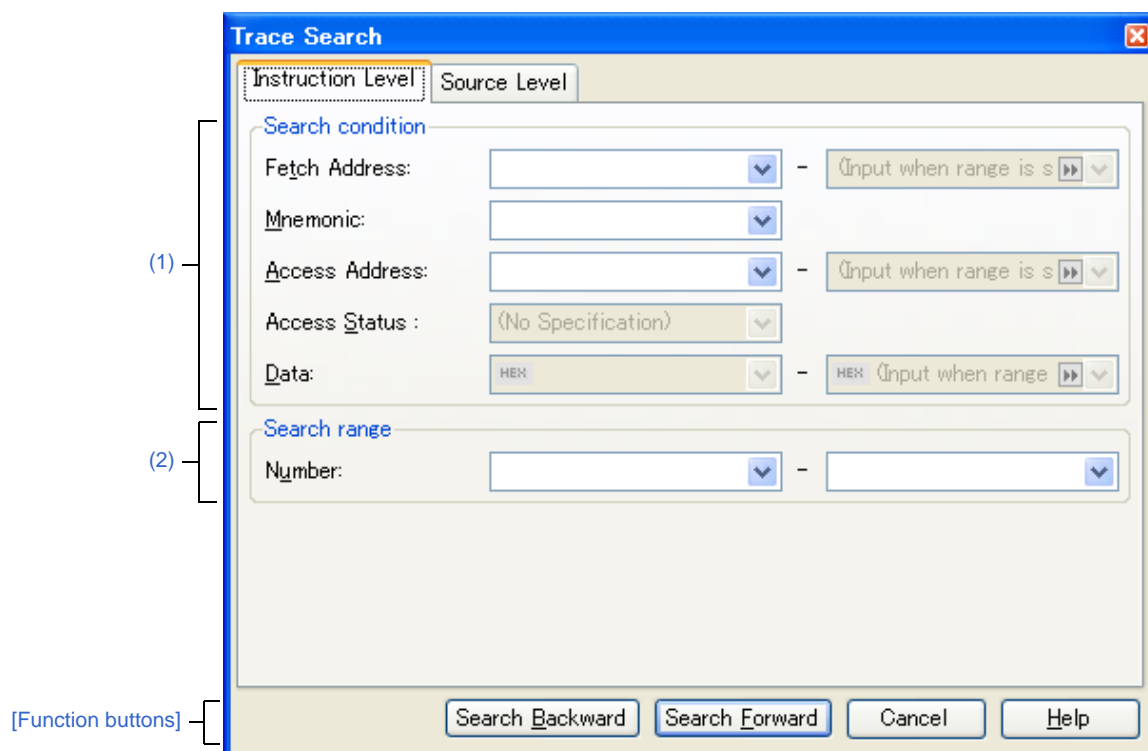 Trace Search
Instruction Level Source Level
Search condition
Fetch Address: - (Input when range is s
Mnemonic:
(1) Access Address: - (Input when range is s
Access Status : (No Specification)
Data: HEX - HEX (Input when range
Search range
(2) Number: -
[Function buttons] Search Backward Search Forward Cancel Help